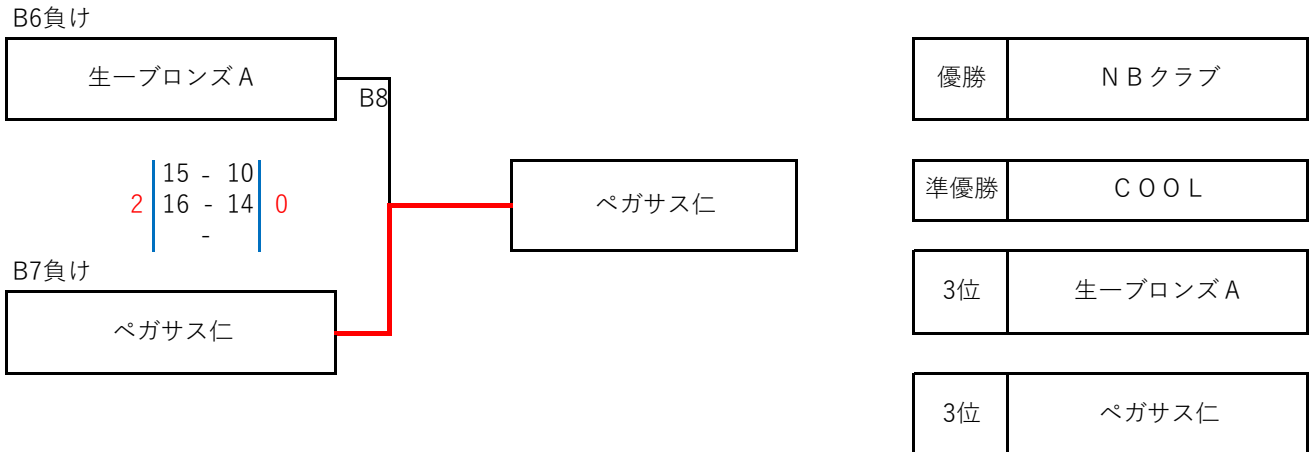 B6負け
生一ブロンズＡ
B8
15 - 10
2 16 - 14 0
-
ペガサス仁
B7負け
ペガサス仁
優勝 ＮＢクラブ
準優勝 ＣＯＯＬ
3位 生一ブロンズＡ
3位 ペガサス仁